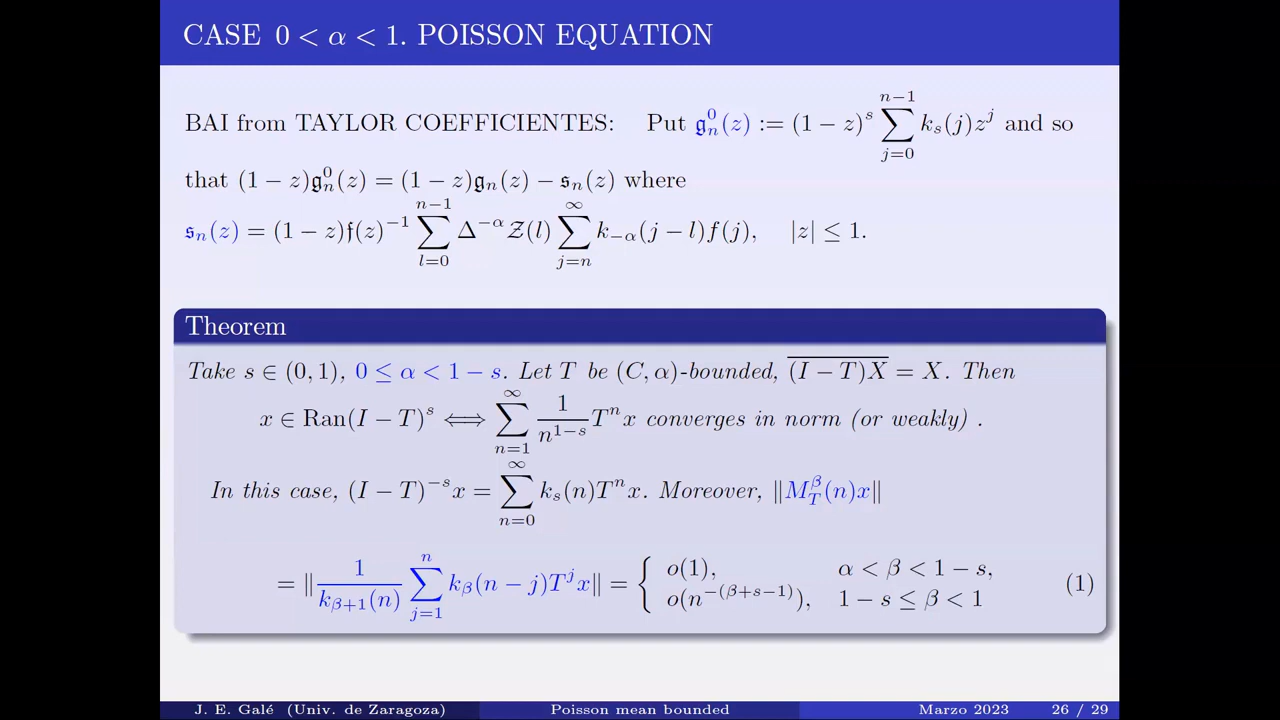 CASE 0 < α < 1. POISSON EQUATION
BAI from TAYLOR COEFFICIENTES: Put 𝔤ₙ⁰(z) := (1 − z)ˢ ∑_{j=0}^{n−1} kₛ(j)zʲ and so
that (1 − z)𝔤ₙ⁰(z) = (1 − z)𝔤ₙ(z) − 𝔰ₙ(z) where
𝔰ₙ(z) = (1 − z)𝔣(z)⁻¹ ∑_{l=0}^{n−1} Δ^{−α} 𝒵(l) ∑_{j=n}^{∞} k_{−α}(j − l)f(j), |z| ≤ 1.
Theorem
Take s ∈ (0, 1), 0 ≤ α < 1 − s. Let T be (C, α)-bounded, \overline{(I − T)X} = X. Then
x ∈ Ran(I − T)ˢ ⟺ ∑_{n=1}^{∞} \frac{1}{n^{1−s}} Tⁿx converges in norm (or weakly) .
In this case, (I − T)^{−s}x = ∑_{n=0}^{∞} kₛ(n)Tⁿx. Moreover, ‖M_T^β(n)x‖
= ‖\frac{1}{k_{β+1}(n)} ∑_{j=1}^{n} k_β(n − j)Tʲx‖ = { o(1), α < β < 1 − s,
o(n^{−(β+s−1)}), 1 − s ≤ β < 1 (1)
J. E. Galé (Univ. de Zaragoza) Poisson mean bounded Marzo 2023 26 / 29